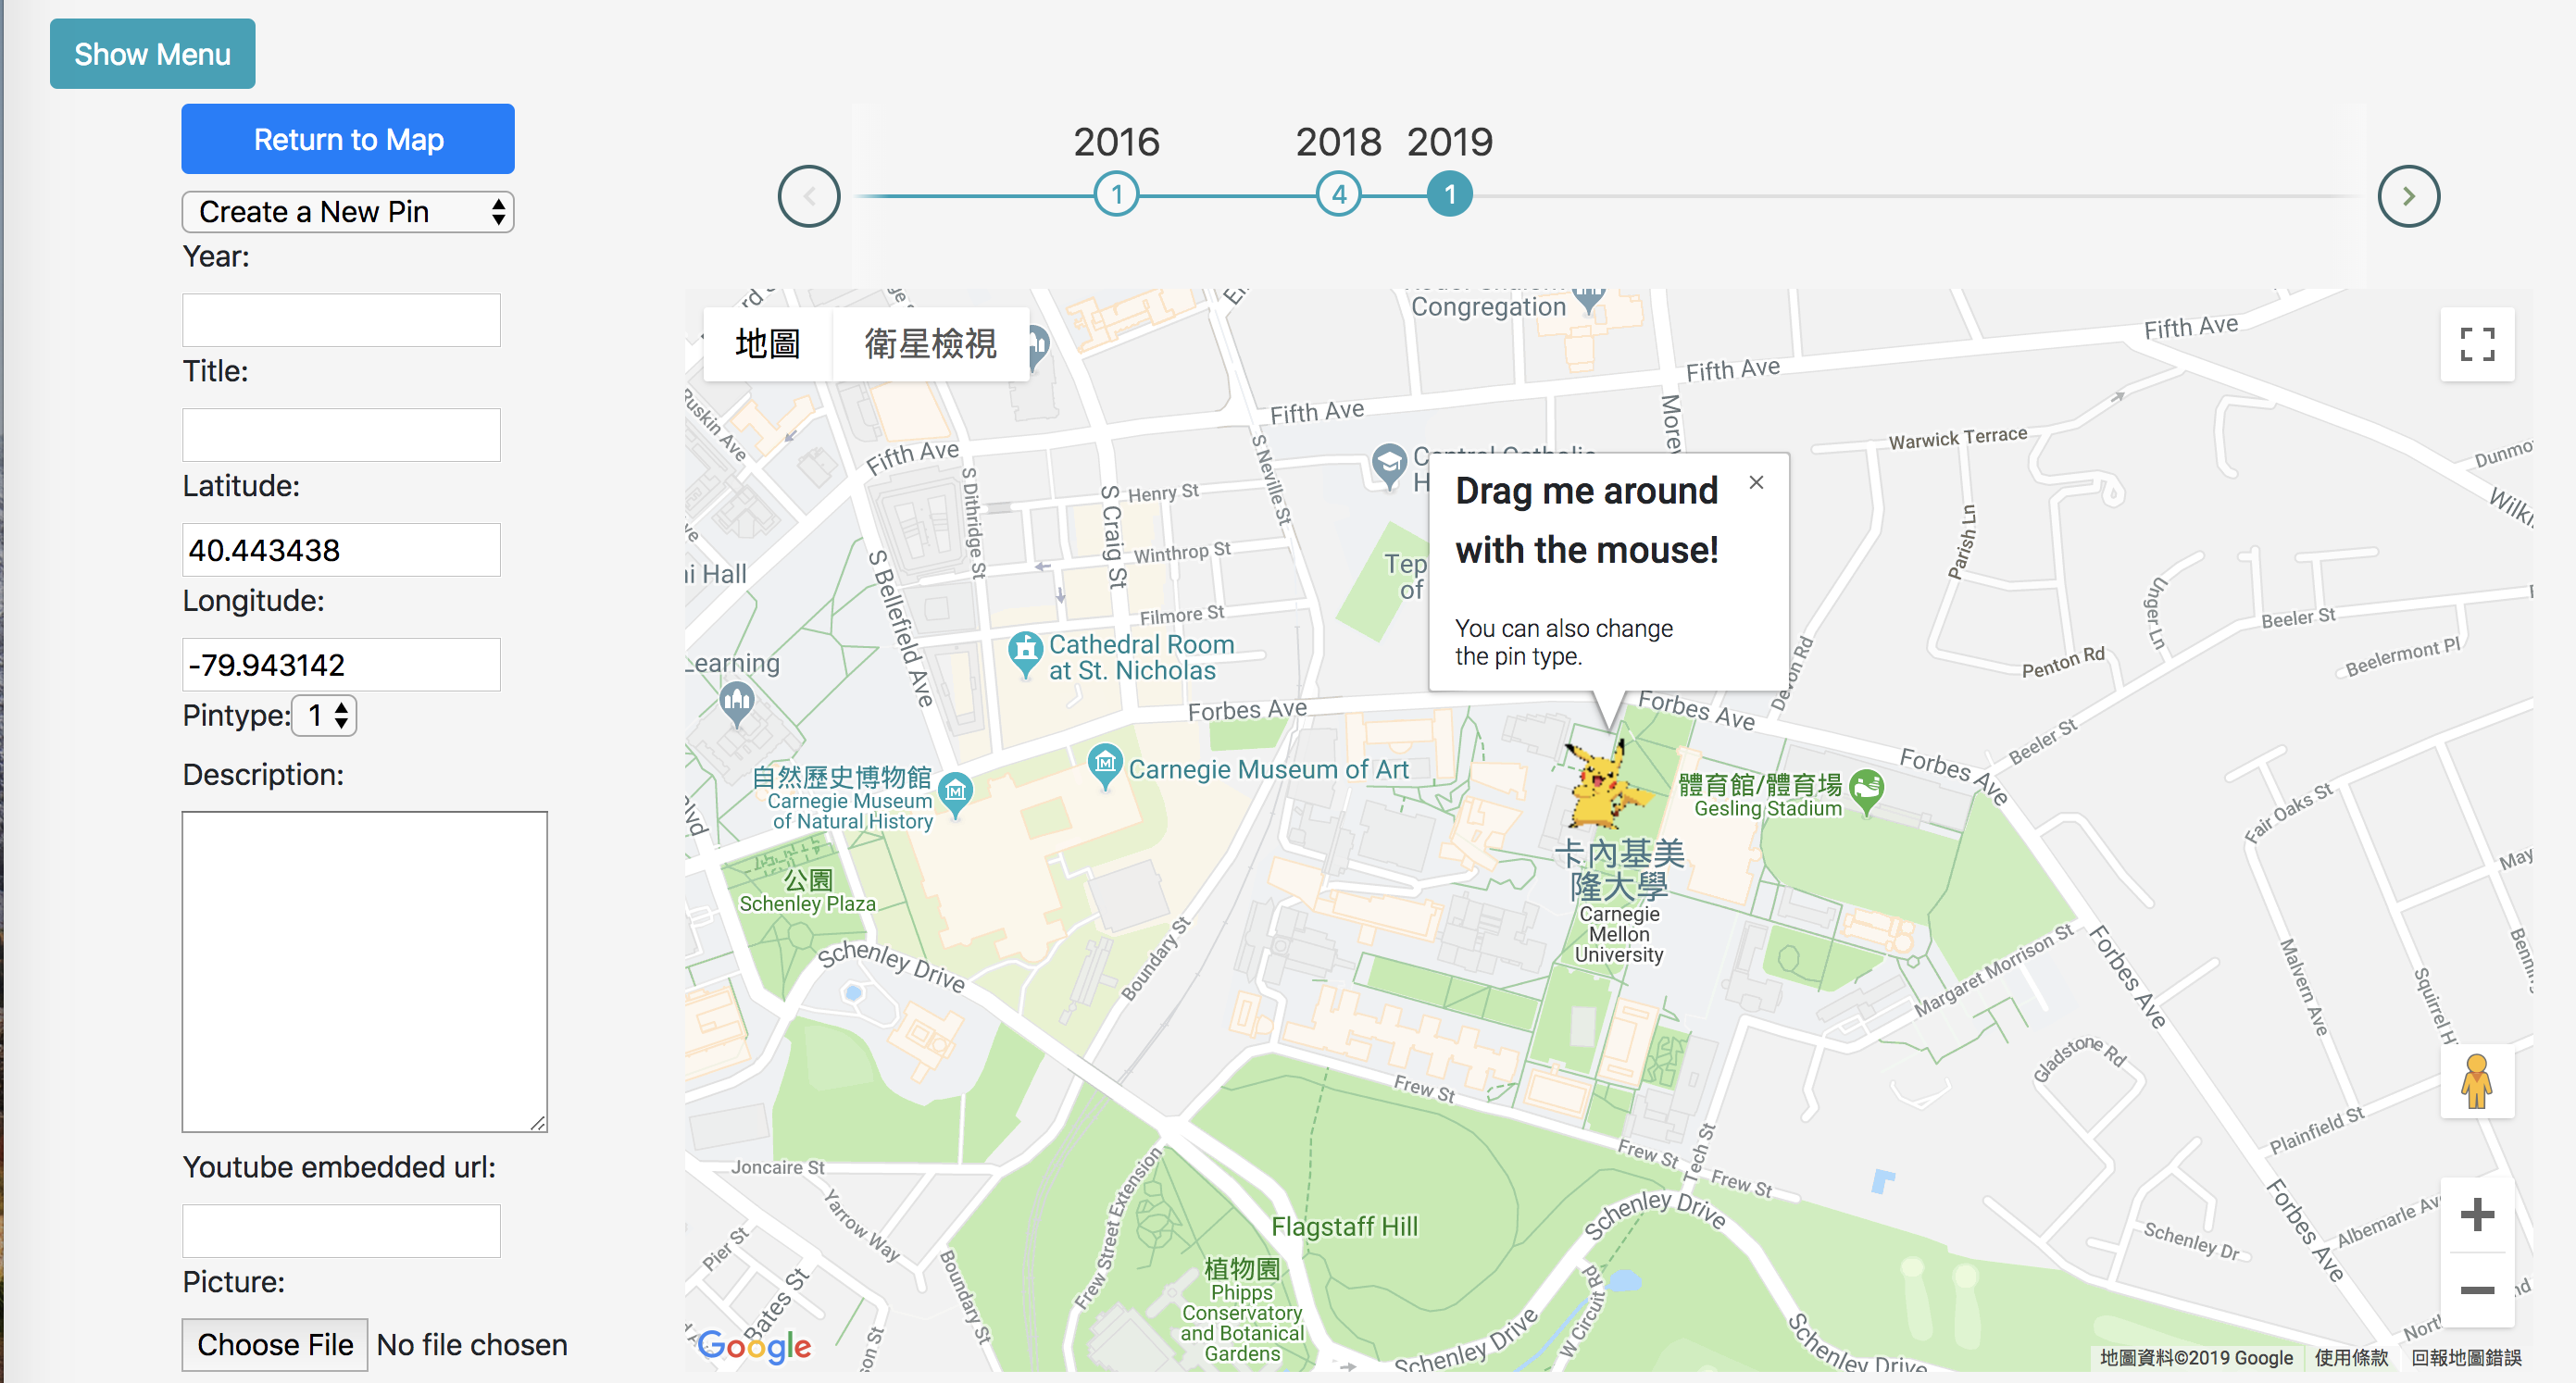 Show Menu
Return to Map
Create a New Pin
Year:
Title:
Latitude:
40.443438
Longitude:
-79.943142
Pintype: 1
Description:
Youtube embedded url:
Picture:
Choose File No file chosen
2016 2018 2019
1 4 1
地圖 衛星檢視
Congregation
Fifth Ave
Fifth Ave
Fifth Ave
Fifth Ave
Ruskin Ave
S Dithridge St
S Craig St
S Neville St
Henry St
Winthrop St
Filmore St
S Bellefield Ave
Warwick Terrace
Parish Ln
Unger Ln
Penton Rd
Beeler St
Beelermont Pl
Devon Rd
Drag me around
with the mouse!
You can also change
the pin type.
Cathedral Room
at St. Nicholas
Learning
Forbes Ave
Forbes Ave
Forbes Ave
Beeler St
Fair Oaks St
自然歷史博物館
Carnegie Museum
of Natural History
Carnegie Museum of Art
體育館/體育場
Gesling Stadium
卡內基美
隆大學
Carnegie
Mellon
University
公園
Schenley Plaza
Schenley Drive
Boundary St
Margaret Morrison St
Forbes Ave
Malvern Ave
Gladstone Rd
Plainfield St
Frew St
Frew St
Frew St
Tech St
Joncaire St
Yarrow Way
Frew Street Extension
Boundary St
Pier St
Bates St
Flagstaff Hill
植物園
Phipps
Conservatory
and Botanical
Gardens
Schenley Drive
Schenley Drive
Schenley Drive
W Circuit Rd
Schenley Dr
Forbes Ave
Google
地圖資料©2019 Google 使用條款 回報地圖錯誤